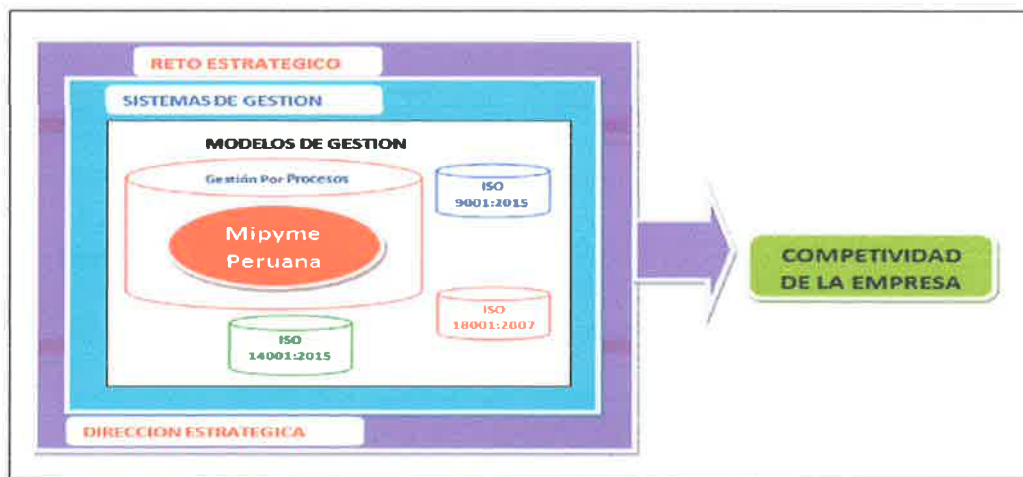 RETO ESTRATEGICO
SISTEMAS DE GESTION
MODELOS DE GESTION
Gestión Por Procesos
Mipyme
Peruana
ISO
9001:2015
ISO
18001:2007
ISO
14001:2015
DIRECCION ESTRATEGICA
COMPETIVIDAD
DE LA EMPRESA